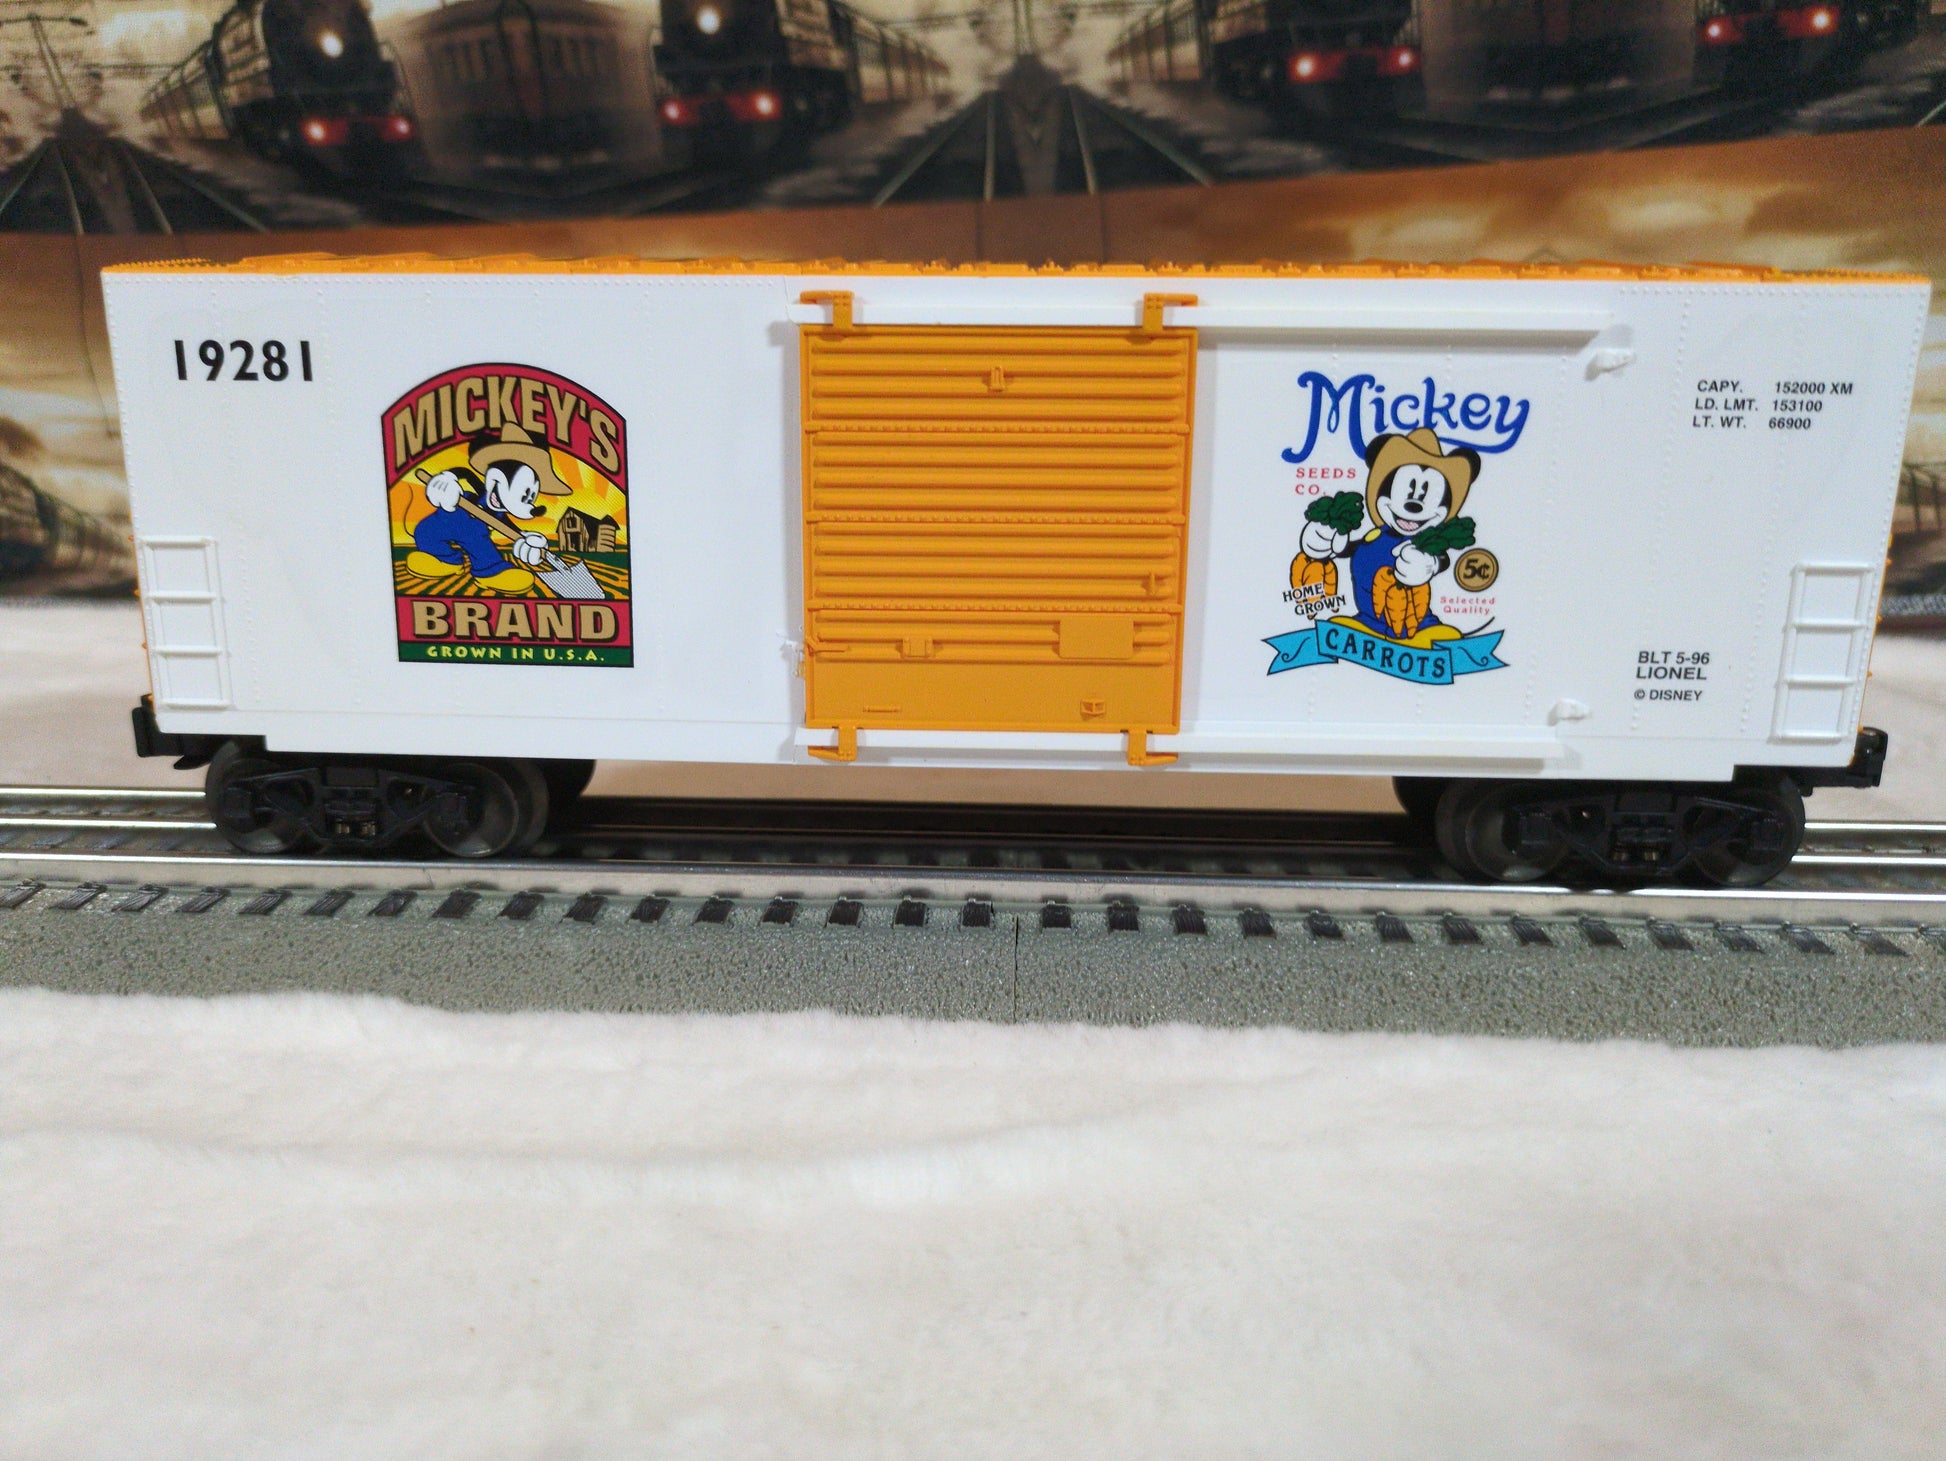 19281
MICKEY'S
BRAND
GROWN IN U.S.A.
Mickey
SEEDS
CO.
HOME
GROWN
5¢
Selected
Quality
CARROTS
CAPY. 152000 XM
LD. LMT. 153100
LT. WT. 66900
BLT 5-96
LIONEL
© DISNEY